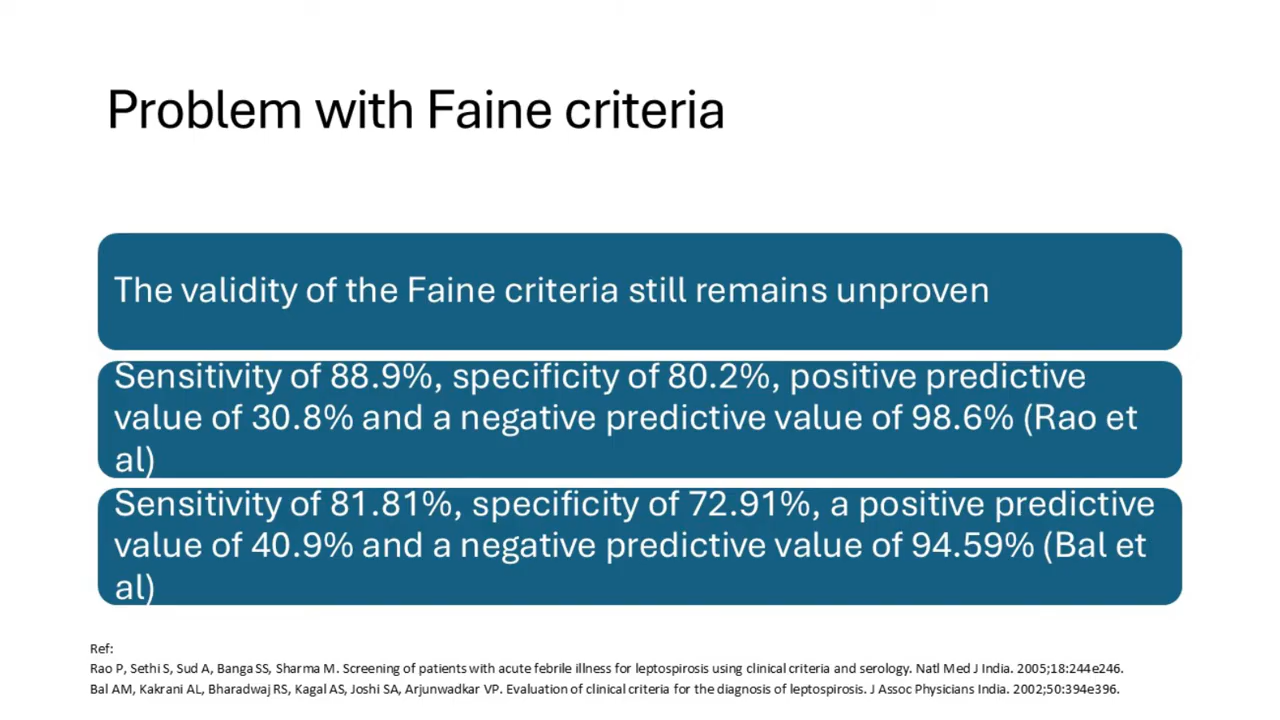 Problem with Faine criteria
The validity of the Faine criteria still remains unproven
Sensitivity of 88.9%, specificity of 80.2%, positive predictive
value of 30.8% and a negative predictive value of 98.6% (Rao et
al)
Sensitivity of 81.81%, specificity of 72.91%, a positive predictive
value of 40.9% and a negative predictive value of 94.59% (Bal et
al)
Ref:
Rao P, Sethi S, Sud A, Banga SS, Sharma M. Screening of patients with acute febrile illness for leptospirosis using clinical criteria and serology. Natl Med J India. 2005;18:244e246.
Bal AM, Kakrani AL, Bharadwaj RS, Kagal AS, Joshi SA, Arjunwadkar VP. Evaluation of clinical criteria for the diagnosis of leptospirosis. J Assoc Physicians India. 2002;50:394e396.